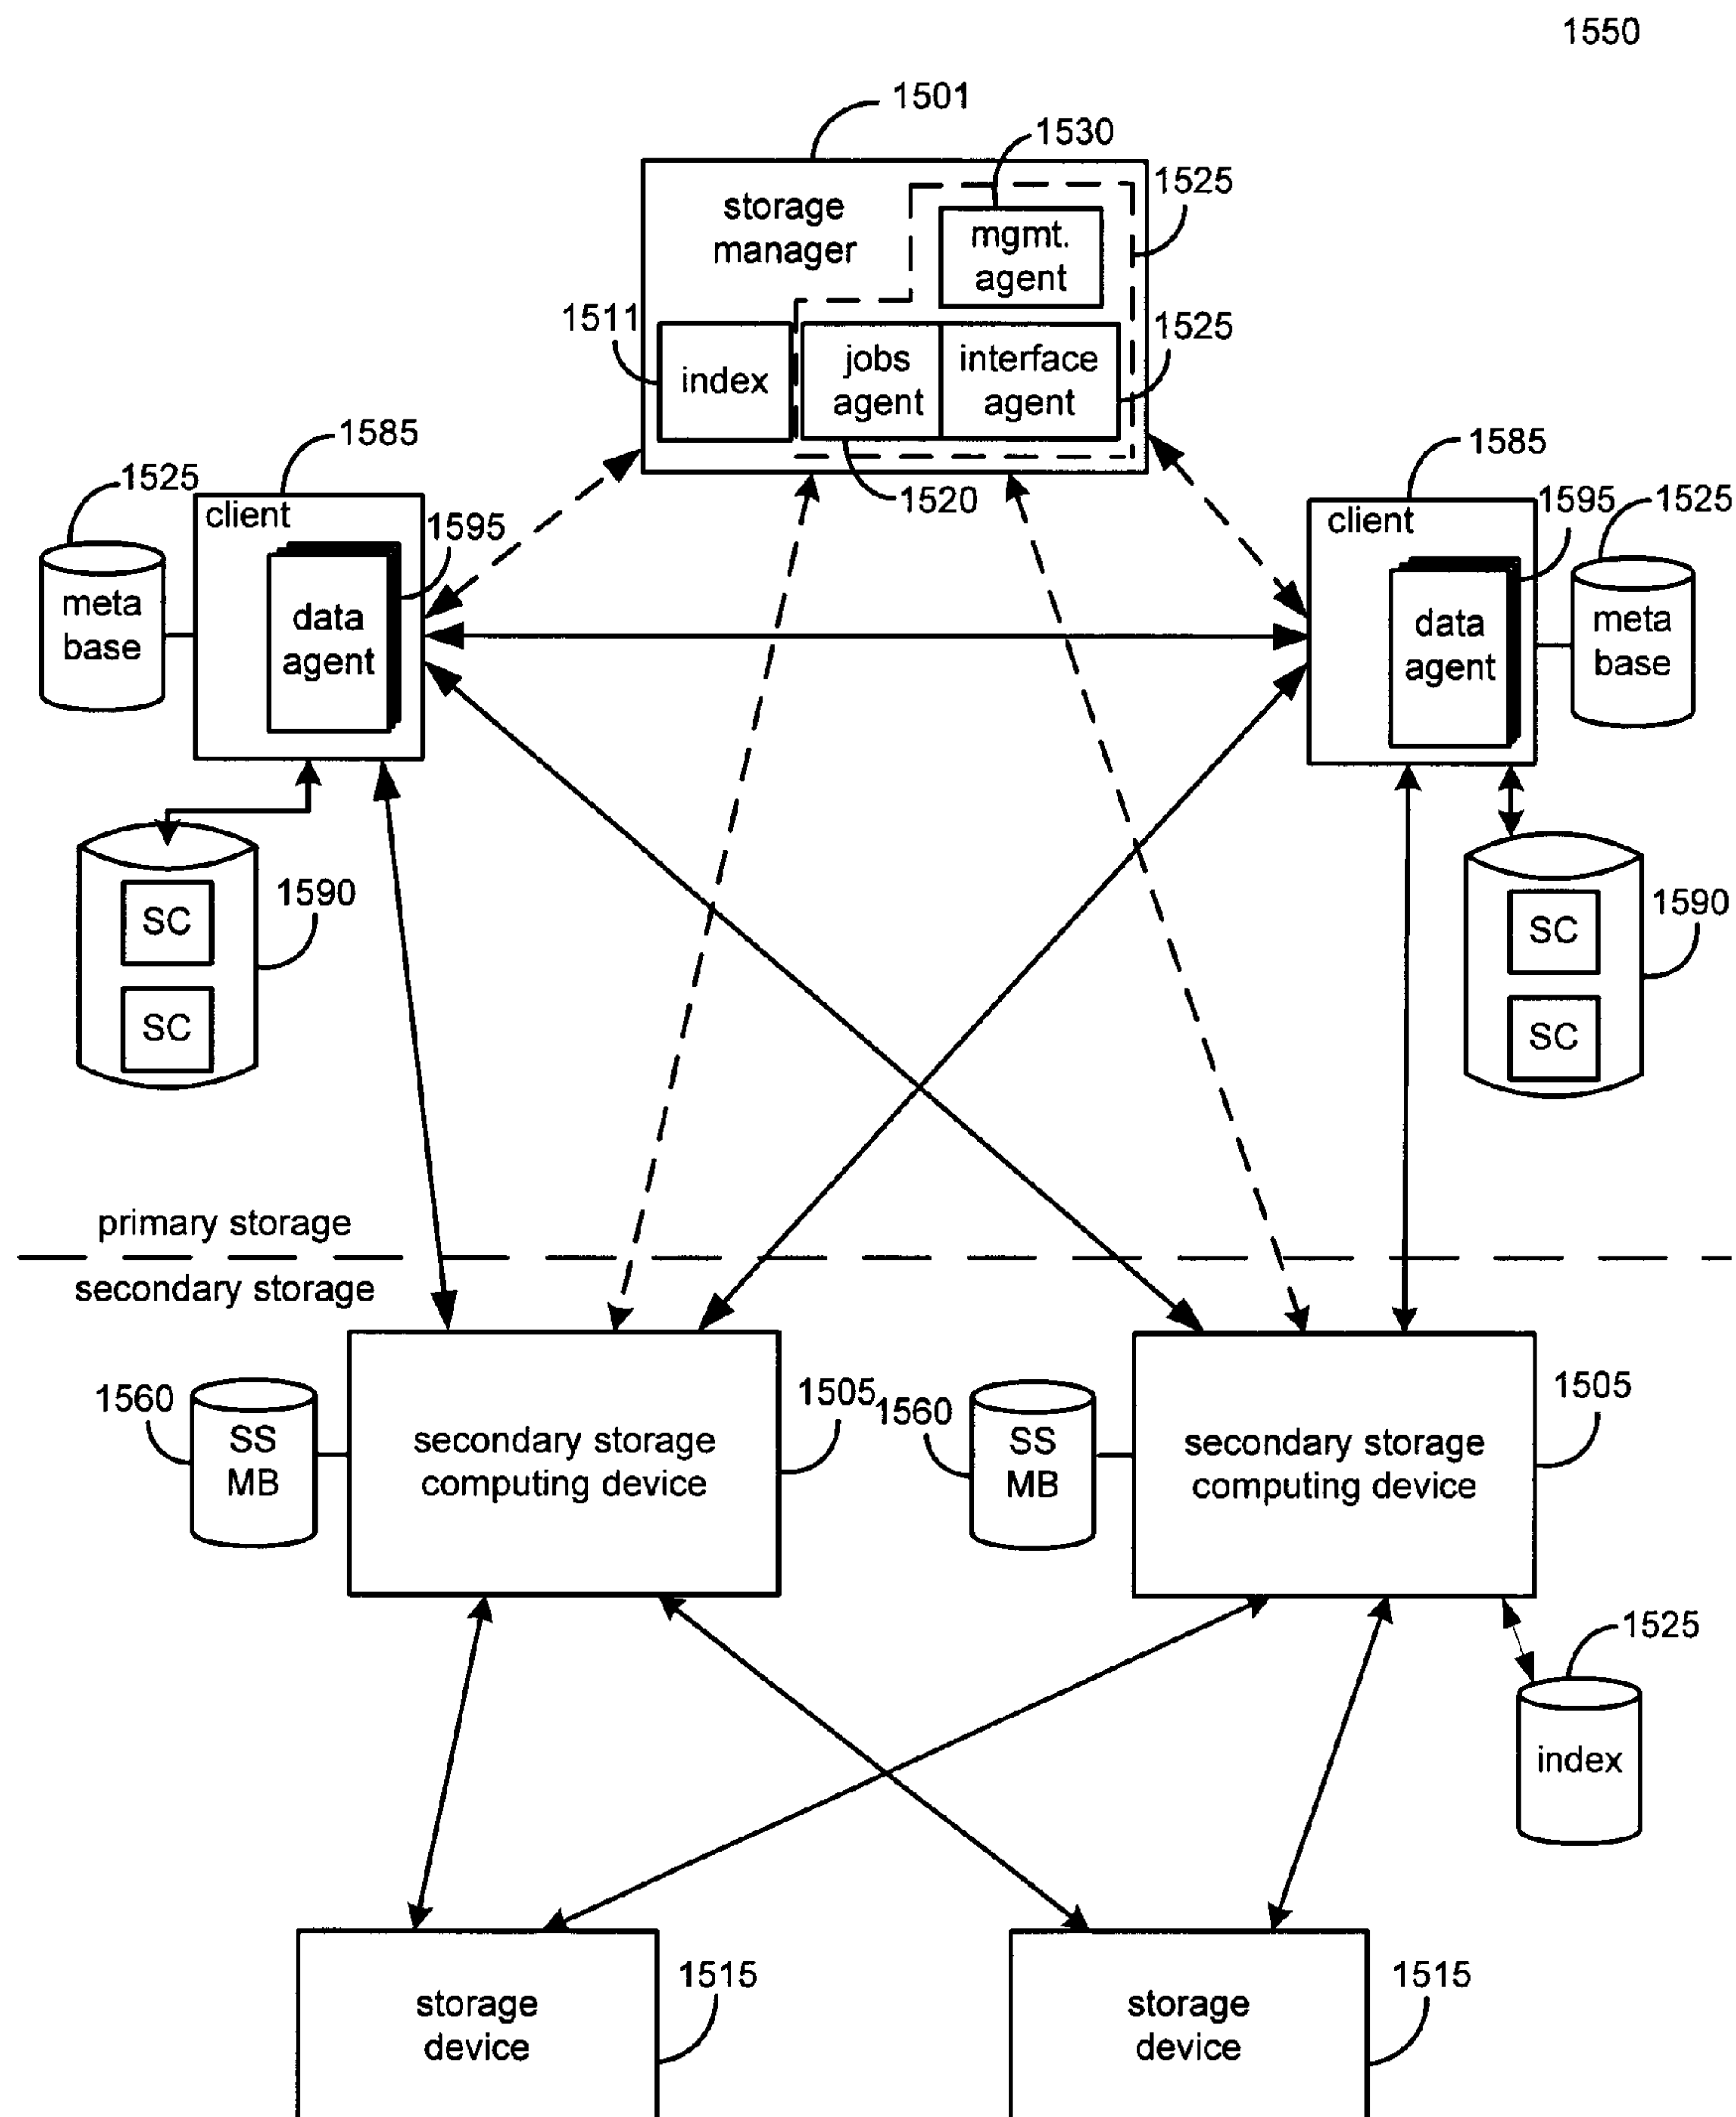 1550
1501
1530
1525
storage
manager
mgmt.
agent
1511
1525
index
jobs
agent
interface
agent
1520
1585
1585
1525
client
1595
client
1595
1525
meta
base
data
agent
data
agent
meta
base
1590
SC
SC
1590
SC
SC
primary storage
secondary storage
1560
SS
MB
secondary storage
computing device
1505
1560
SS
MB
secondary storage
computing device
1505
1525
index
storage
device
1515
storage
device
1515